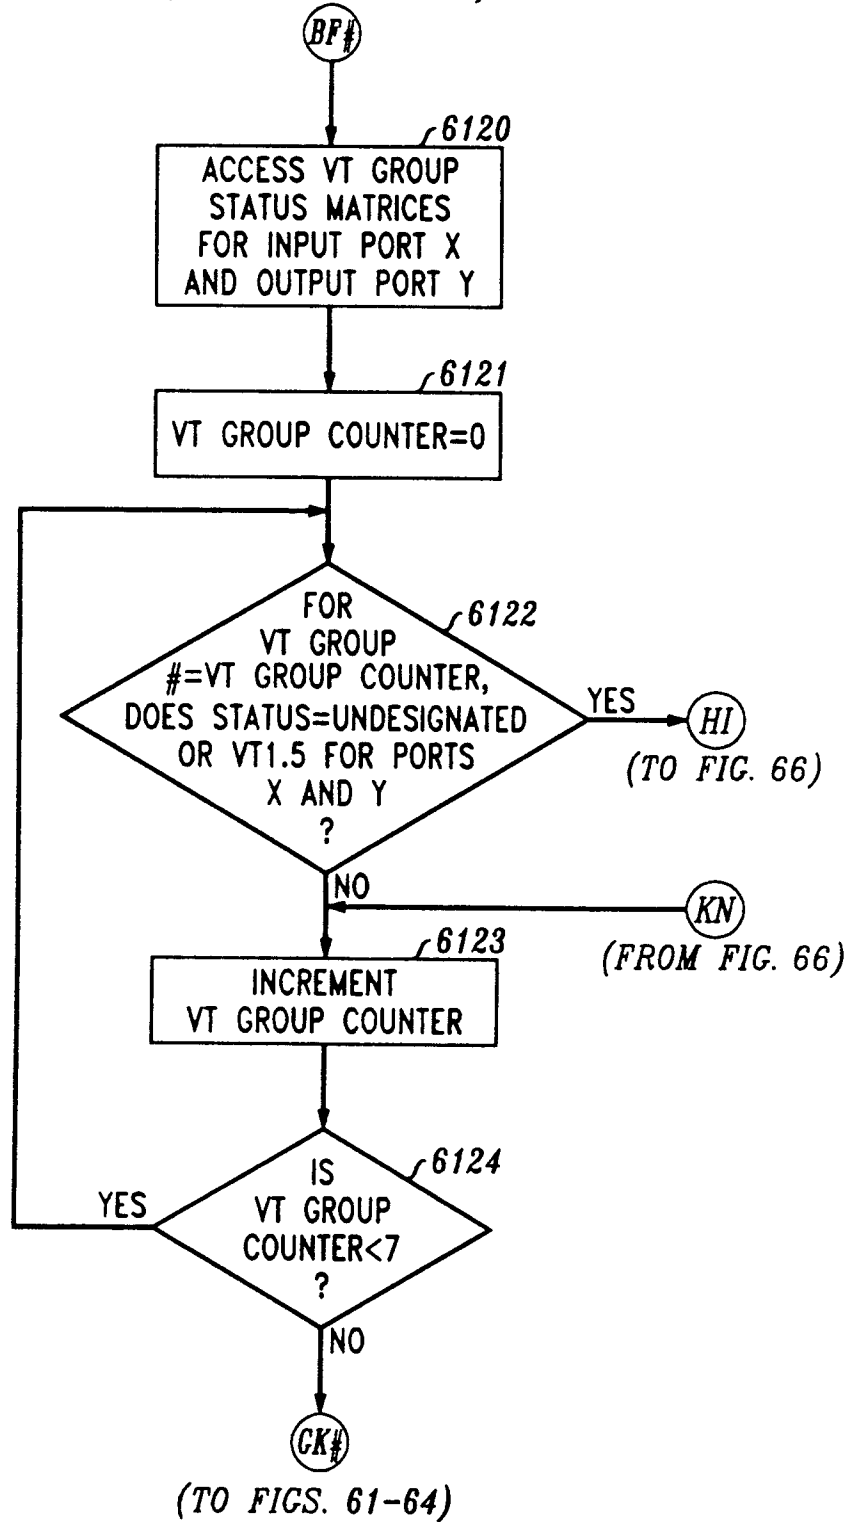 BF#
6120
ACCESS VT GROUP
STATUS MATRICES
FOR INPUT PORT X
AND OUTPUT PORT Y
6121
VT GROUP COUNTER=0
6122
FOR
VT GROUP
#=VT GROUP COUNTER,
DOES STATUS=UNDESIGNATED
OR VT1.5 FOR PORTS
X AND Y
?
YES
HI
(TO FIG. 66)
NO
KN
(FROM FIG. 66)
6123
INCREMENT
VT GROUP COUNTER
6124
IS
VT GROUP
COUNTER<7
?
YES
NO
GK#
(TO FIGS. 61-64)